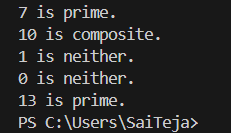 7 is prime.
10 is composite.
1 is neither.
0 is neither.
13 is prime.
PS C:\Users\SaiTeja>